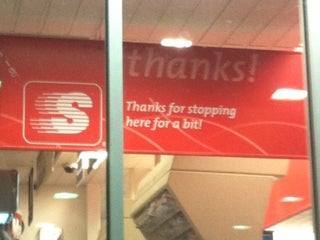 thanks!
S
Thanks for stopping
here for a bit!